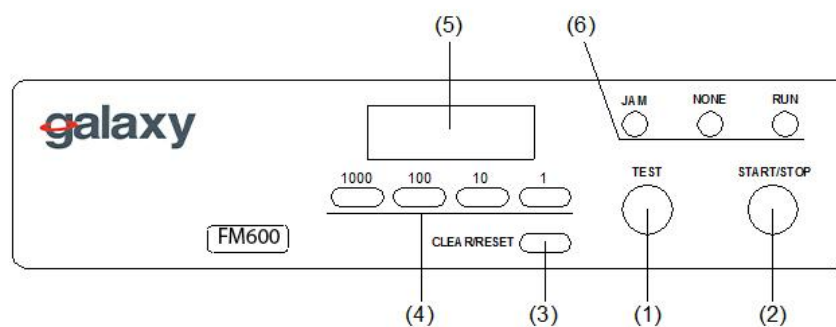 (5) (6)
JAM NONE RUN
galaxy
1000 100 10 1
TEST START/STOP
FM600
CLEAR/RESET
(4) (3) (1) (2)